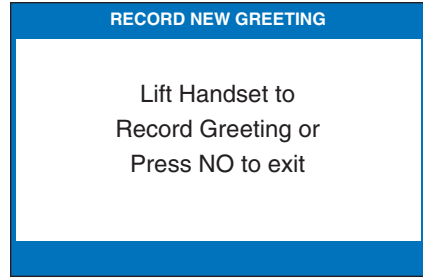 RECORD NEW GREETING
Lift Handset to
Record Greeting or
Press NO to exit